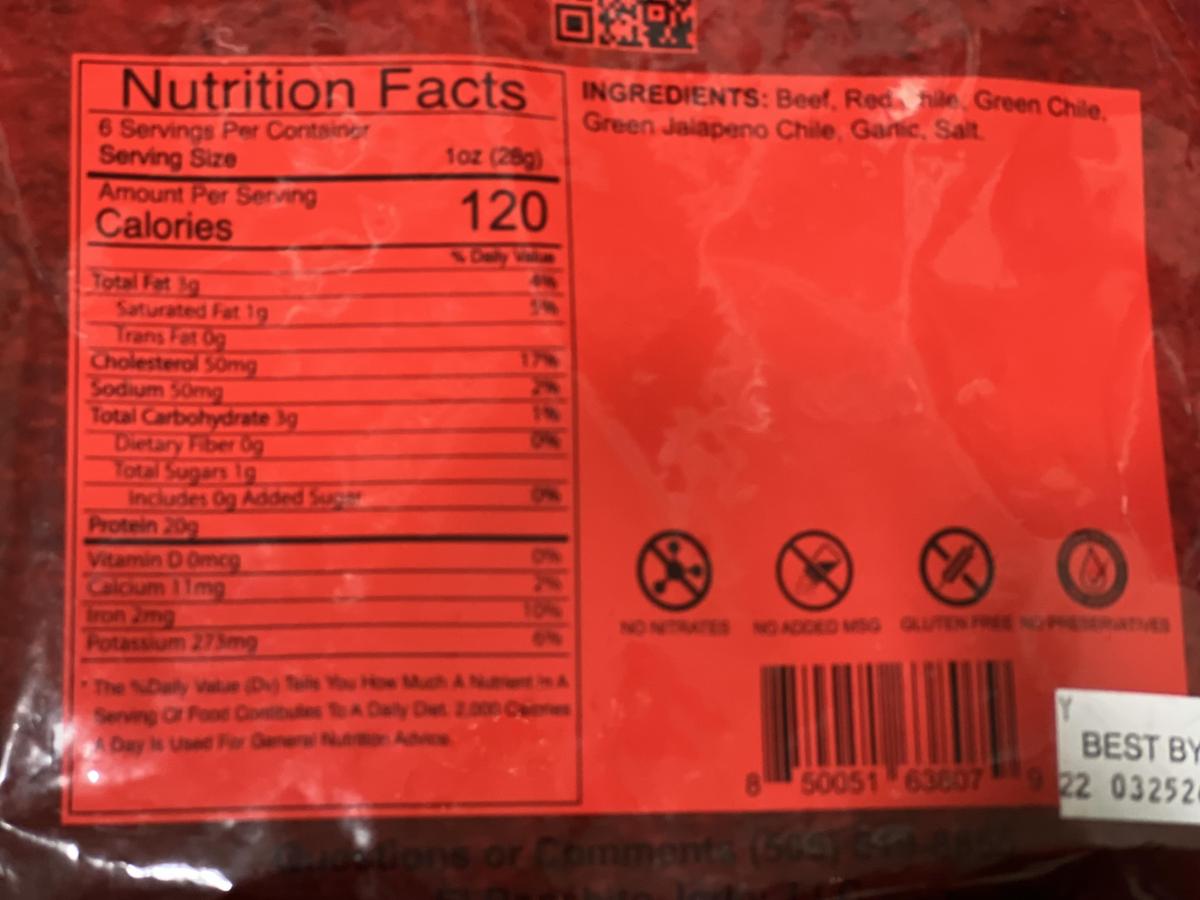 Nutrition Facts
6 Servings Per Container
Serving Size 1oz (28g)
Amount Per Serving
Calories 120
% Daily Value
Total Fat 3g 4%
Saturated Fat 1g 5%
Trans Fat 0g
Cholesterol 50mg 17%
Sodium 50mg 2%
Total Carbohydrate 3g 1%
Dietary Fiber 0g 0%
Total Sugars 1g
Includes 0g Added Sugar 0%
Protein 20g
Vitamin D 0mcg 0%
Calcium 11mg 2%
Iron 2mg 10%
Potassium 273mg 6%
* The %Daily Value (Dv) Tells You How Much A Nutrient In A
Serving Of Food Contibutes To A Daily Diet. 2,000 Calories
A Day Is Used For General Nutrition Advice.
INGREDIENTS: Beef, Red Chile, Green Chile,
Green Jalapeno Chile, Garlic, Salt.
NO NITRATES NO ADDED MSG GLUTEN FREE NO PRESERVATIVES
8 50051 63607 9
Y
BEST BY
22 03252
Questions or Comments (505)